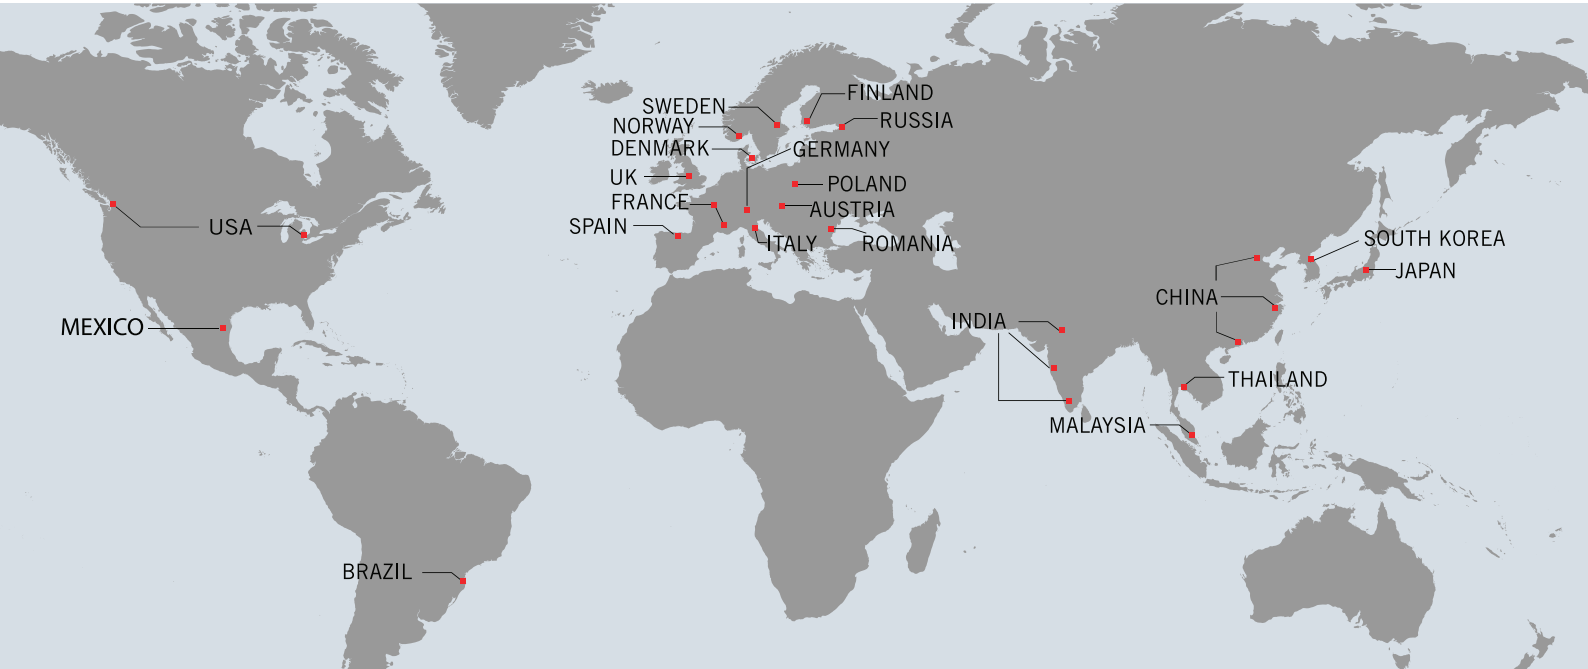 FINLAND
SWEDEN
RUSSIA
NORWAY
DENMARK
GERMANY
UK
POLAND
FRANCE
AUSTRIA
SPAIN
USA
ITALY
ROMANIA
SOUTH KOREA
JAPAN
CHINA
INDIA
MEXICO
THAILAND
MALAYSIA
BRAZIL